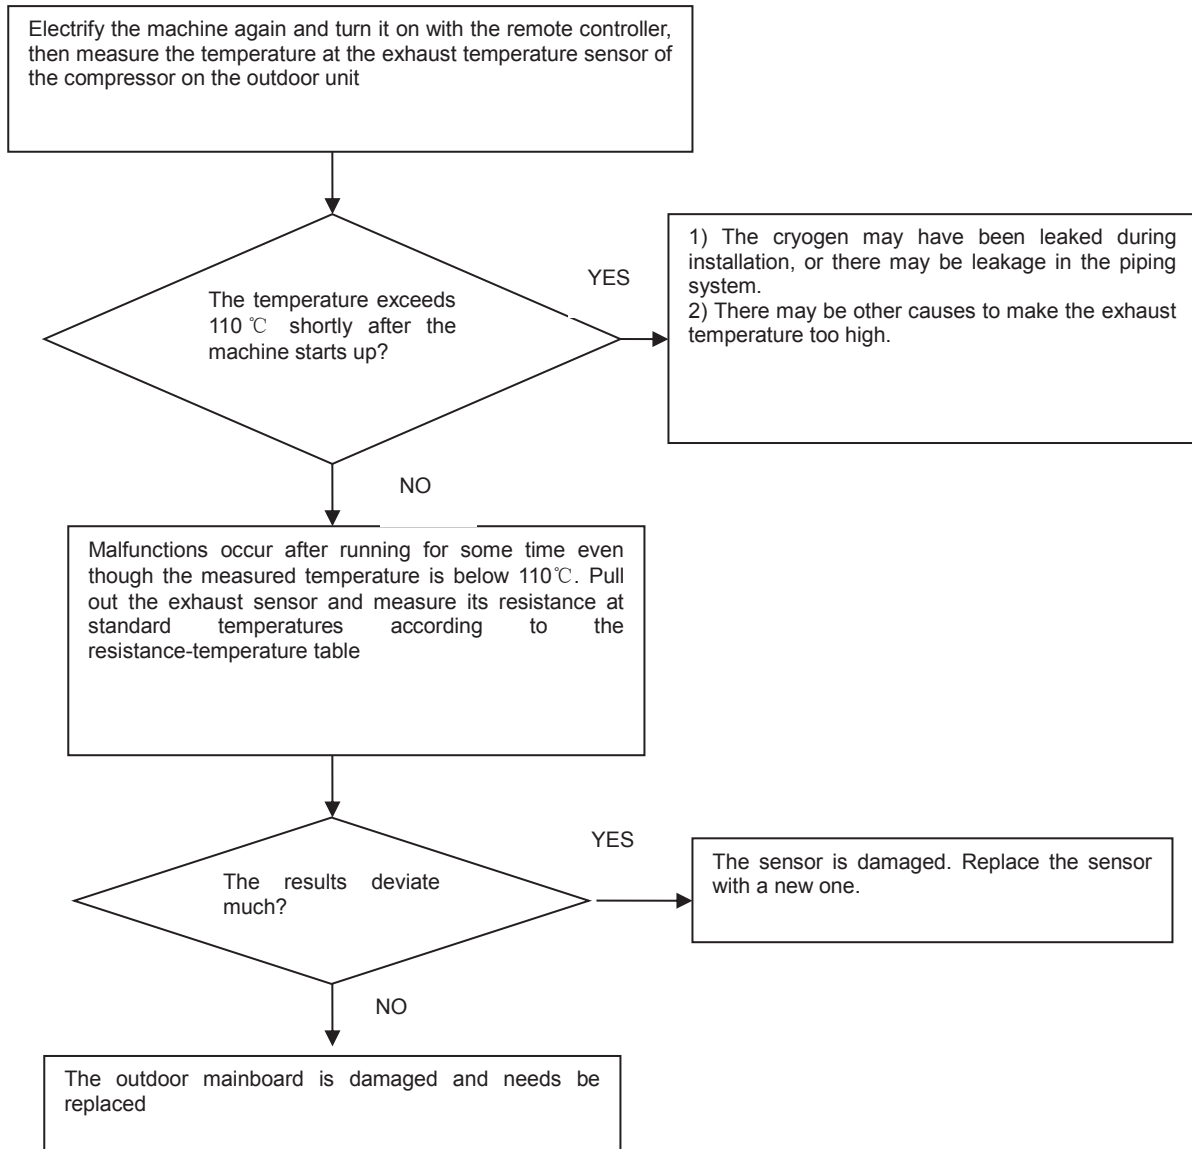 Electrify the machine again and turn it on with the remote controller,
then measure the temperature at the exhaust temperature sensor of
the compressor on the outdoor unit
The temperature exceeds
110 ℃ shortly after the
machine starts up?
YES
1) The cryogen may have been leaked during
installation, or there may be leakage in the piping
system.
2) There may be other causes to make the exhaust
temperature too high.
NO
Malfunctions occur after running for some time even
though the measured temperature is below 110℃. Pull
out the exhaust sensor and measure its resistance at
standard temperatures according to the
resistance-temperature table
The results deviate
much?
YES
The sensor is damaged. Replace the sensor
with a new one.
NO
The outdoor mainboard is damaged and needs be
replaced